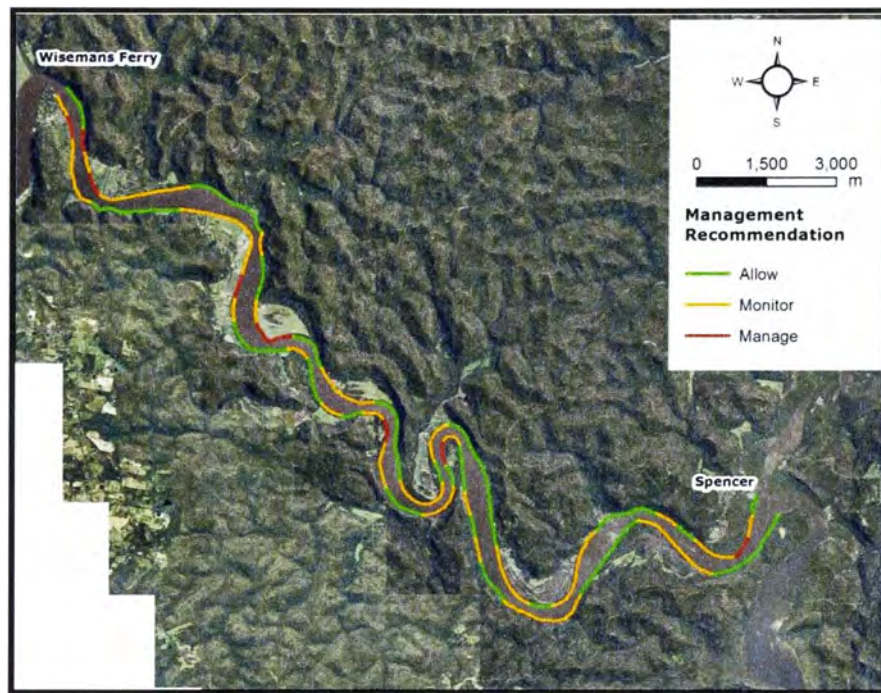 Wisemans Ferry
N
W E
S
0 1,500 3,000
m
Management
Recommendation
Allow
Monitor
Manage
Spencer